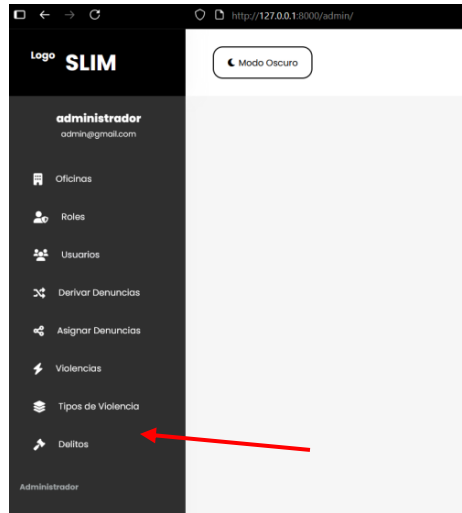 http://127.0.0.1:8000/admin/
Logo SLIM
Modo Oscuro
administrador
admin@gmail.com
Oficinas
Roles
Usuarios
Derivar Denuncias
Asignar Denuncias
Violencias
Tipos de Violencia
Delitos
Administrador